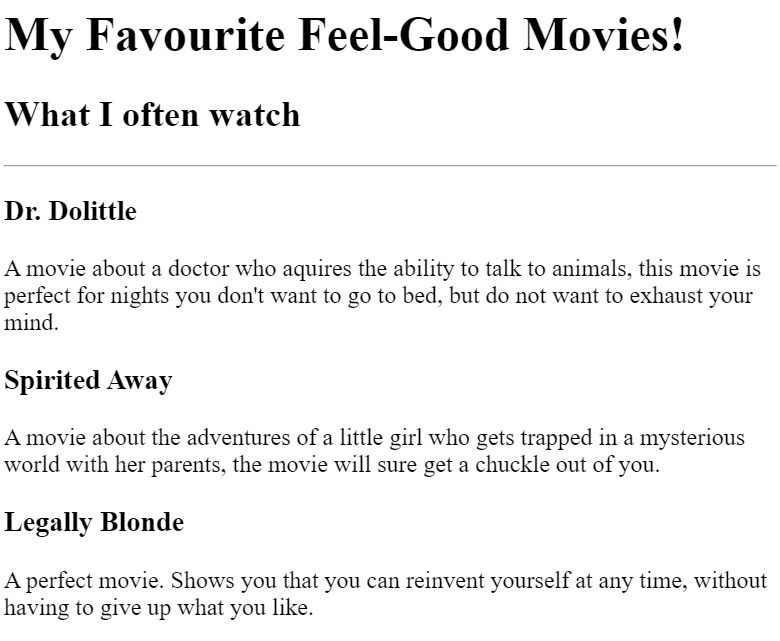 My Favourite Feel-Good Movies!
What I often watch
Dr. Dolittle
A movie about a doctor who aquires the ability to talk to animals, this movie is
perfect for nights you don't want to go to bed, but do not want to exhaust your
mind.
Spirited Away
A movie about the adventures of a little girl who gets trapped in a mysterious
world with her parents, the movie will sure get a chuckle out of you.
Legally Blonde
A perfect movie. Shows you that you can reinvent yourself at any time, without
having to give up what you like.